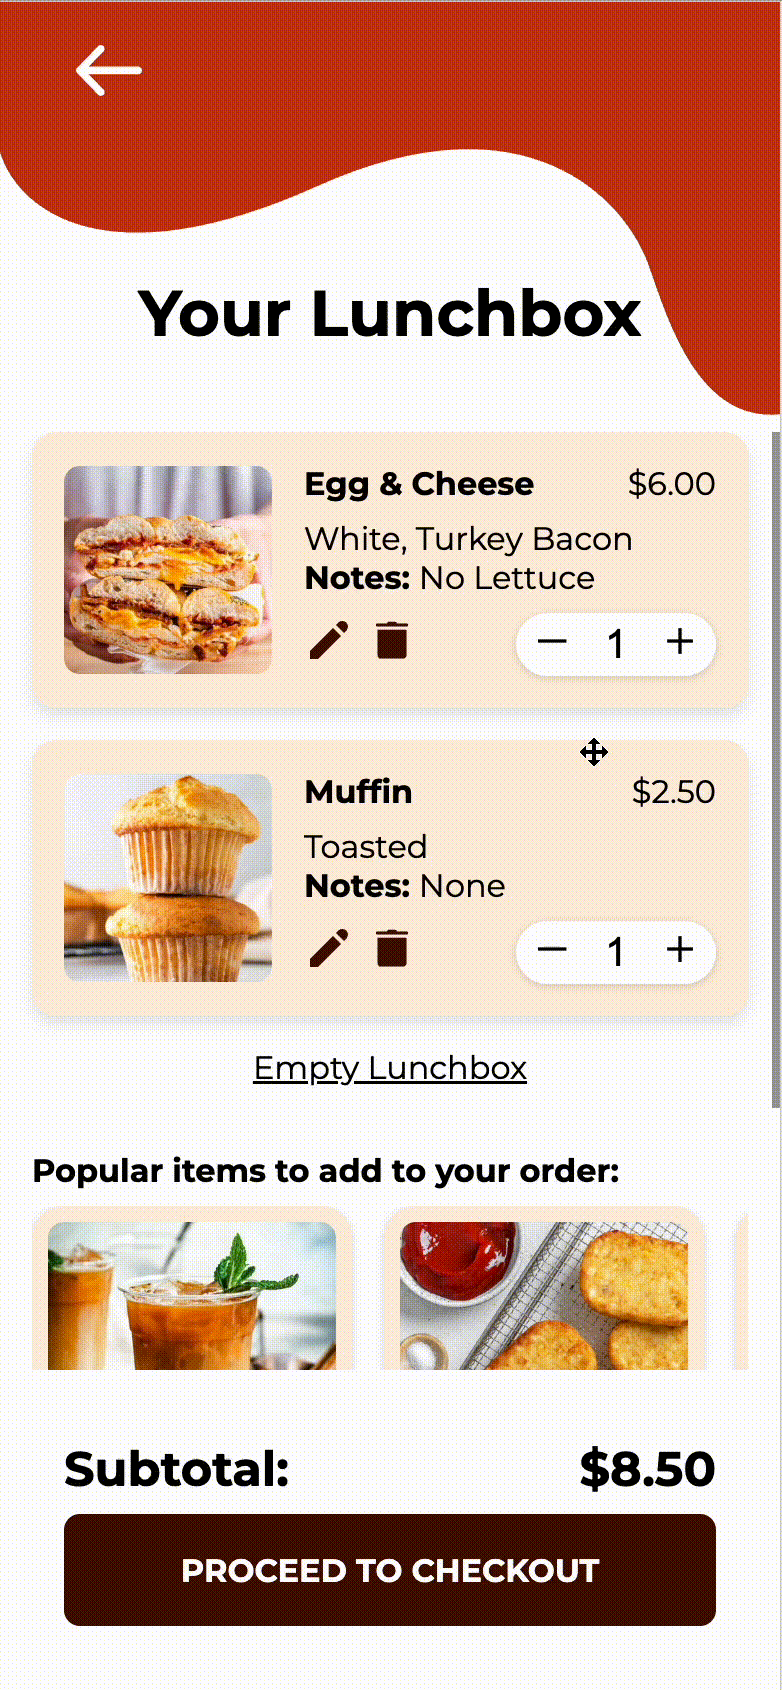 Your Lunchbox
Egg & Cheese $6.00
White, Turkey Bacon
Notes: No Lettuce
1
Muffin $2.50
Toasted
Notes: None
1
Empty Lunchbox
Popular items to add to your order:
Subtotal: $8.50
PROCEED TO CHECKOUT